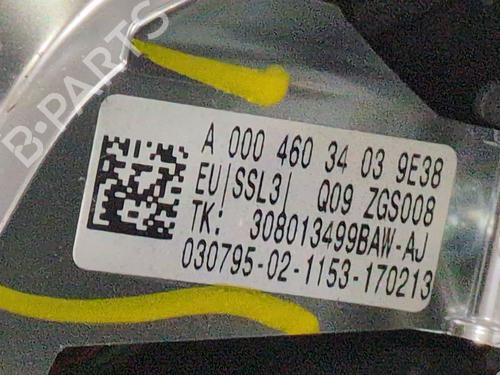 B-PARTS
A 000 460 34 03 9E38
EU|SSL3| Q09 ZGS008
TK: 308013499BAW-AJ
030795-02-1153-170213